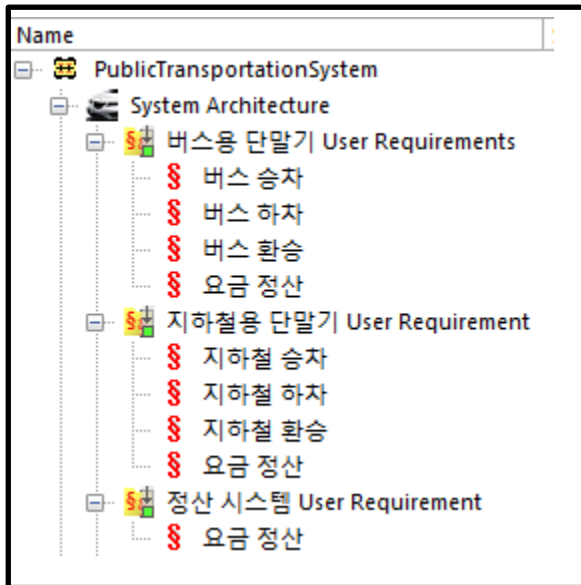 Name
PublicTransportationSystem
System Architecture
버스용 단말기 User Requirements
버스 승차
버스 하차
버스 환승
요금 정산
지하철용 단말기 User Requirement
지하철 승차
지하철 하차
지하철 환승
요금 정산
정산 시스템 User Requirement
요금 정산